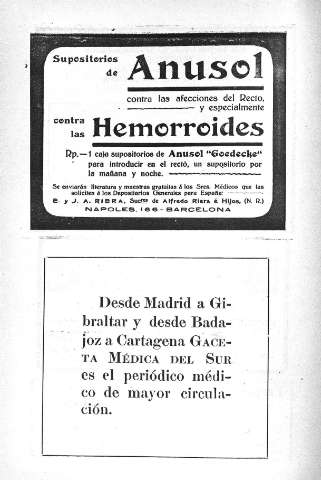 Supositorios
de Anusol
contra las afecciones del Recto,
y especialmente
contra
las Hemorroides
Rp.—1 caja supositorios de Anusol "Goedecke"
para introducir en el recto, un supositorio por
la mañana y noche.
Se enviarán literatura y muestras gratuitas á los Sres. Médicos que las
soliciten á los Depositarios Generales para España:
E. y J. A. RIERA, Sucres de Alfredo Riera é Hijos, (N. R.)
NAPOLES, 166-BARCELONA
Desde Madrid a Gi-
braltar y desde Bada-
joz a Cartagena GACE-
TA MÉDICA DEL SUR
es el periódico médi-
co de mayor circula-
ción.